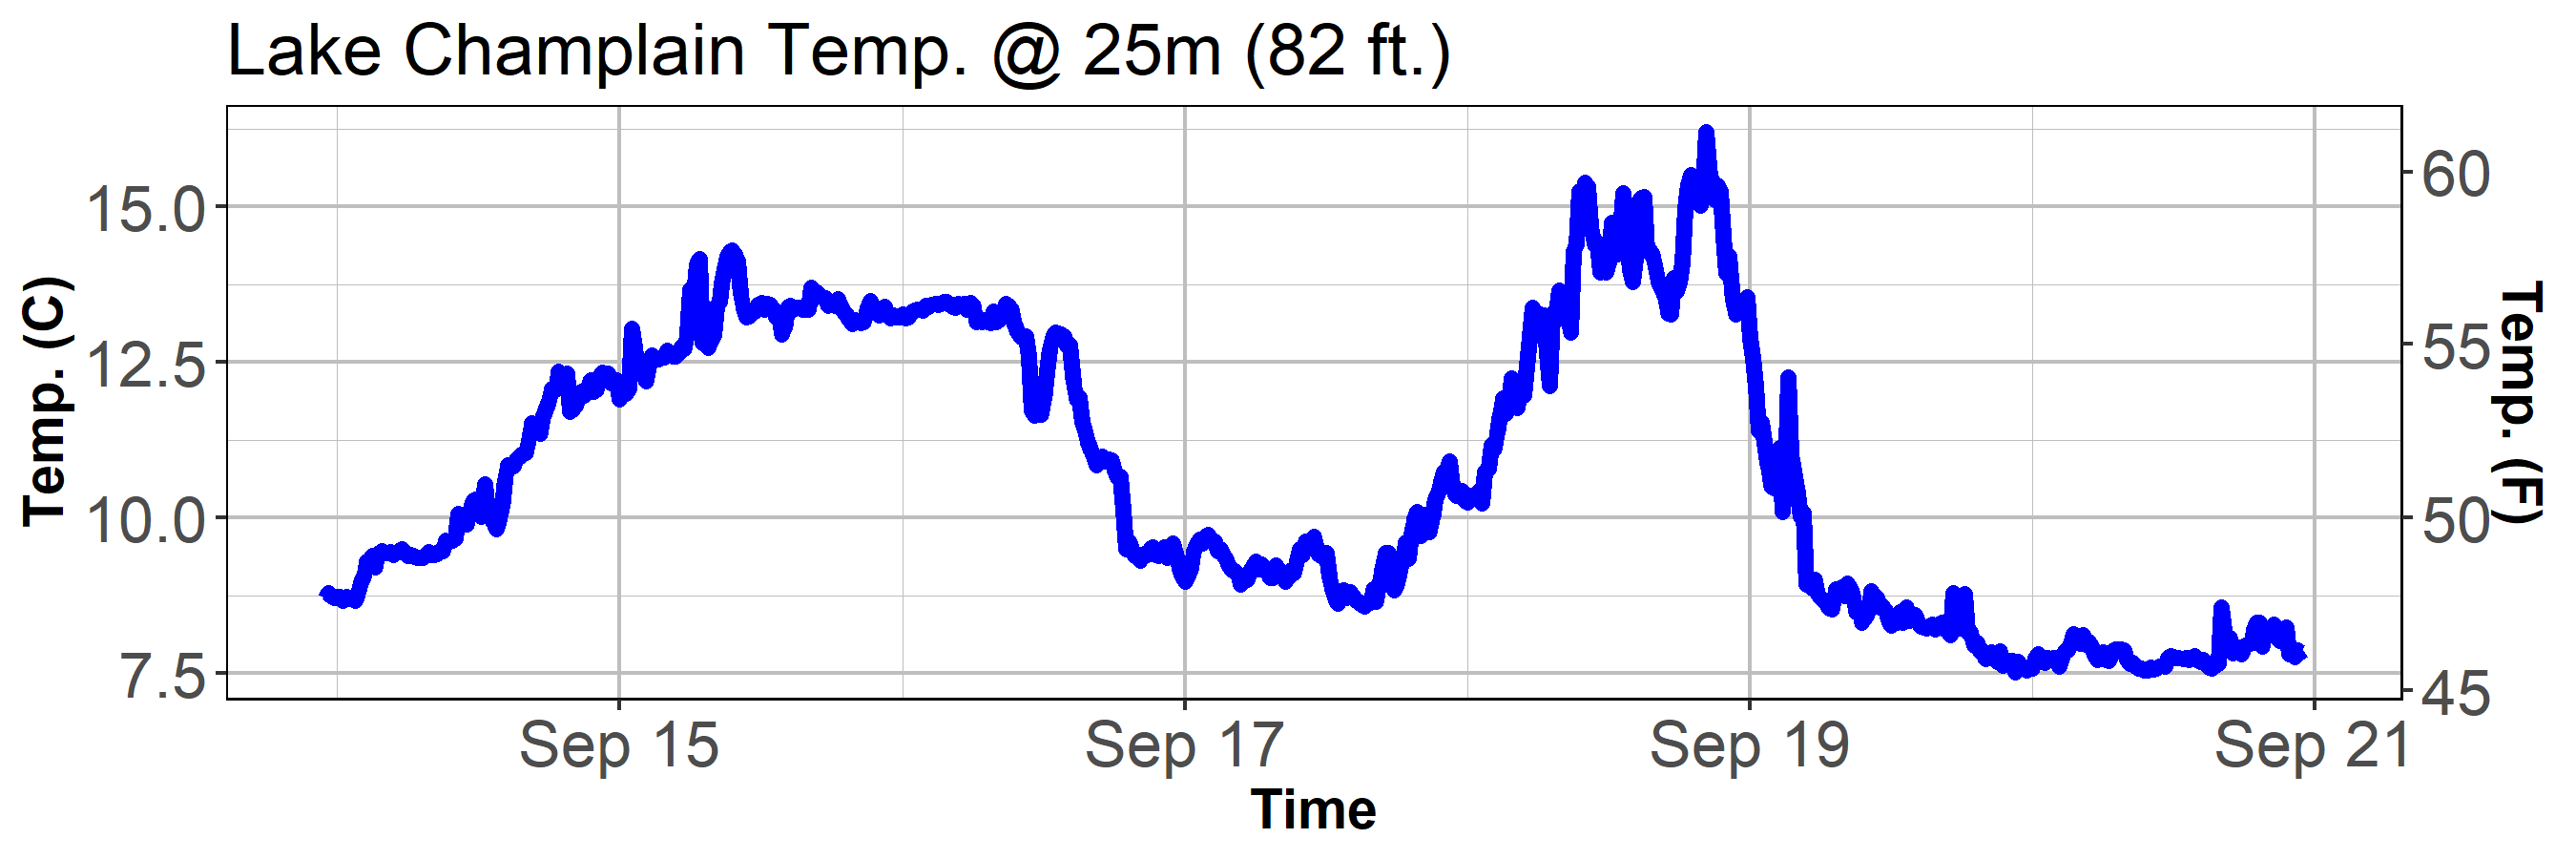 Lake Champlain Temp. @ 25m (82 ft.)
Temp. (C)
15.0
12.5
10.0
7.5
60
55
50
45
Temp. (F)
Sep 15 Sep 17 Sep 19 Sep 21
Time